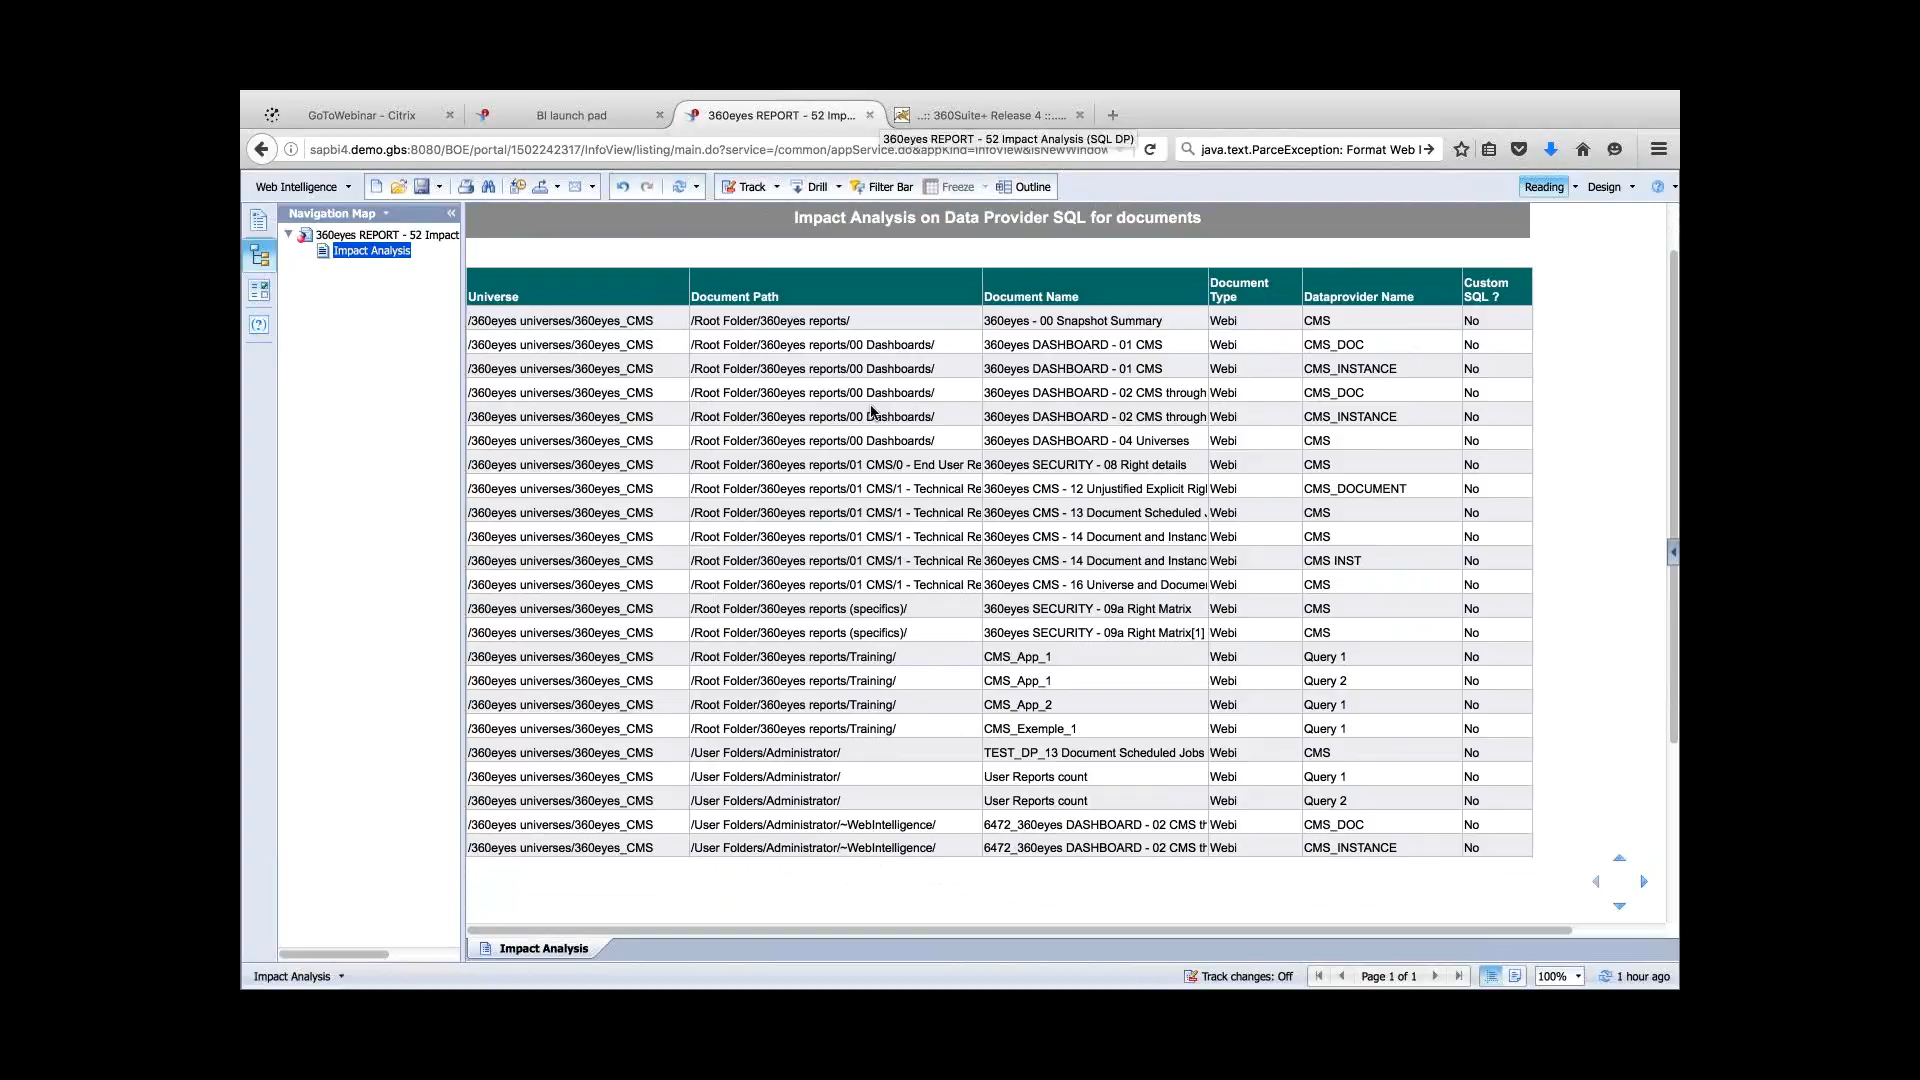 GoToWebinar - Citrix
BI launch pad
360eyes REPORT - 52 Imp...
..:: 360Suite+ Release 4 ::.....
360eyes REPORT - 52 Impact Analysis (SQL DP)
sapbi4.demo.gbs:8080/BOE/portal/1502242317/InfoView/listing/main.do?service=/common/appService.do&appKind=InfoView&isNewWindow
java.text.ParceException: Format Web I
Web Intelligence
Track
Drill
Filter Bar
Freeze
Outline
Reading
Design
Navigation Map
360eyes REPORT - 52 Impact
Impact Analysis
Impact Analysis on Data Provider SQL for documents
Universe Document Path Document Name Document Type Dataprovider Name Custom SQL ?
/360eyes universes/360eyes_CMS /Root Folder/360eyes reports/ 360eyes - 00 Snapshot Summary Webi CMS No
/360eyes universes/360eyes_CMS /Root Folder/360eyes reports/00 Dashboards/ 360eyes DASHBOARD - 01 CMS Webi CMS_DOC No
/360eyes universes/360eyes_CMS /Root Folder/360eyes reports/00 Dashboards/ 360eyes DASHBOARD - 01 CMS Webi CMS_INSTANCE No
/360eyes universes/360eyes_CMS /Root Folder/360eyes reports/00 Dashboards/ 360eyes DASHBOARD - 02 CMS through Webi CMS_DOC No
/360eyes universes/360eyes_CMS /Root Folder/360eyes reports/00 Dashboards/ 360eyes DASHBOARD - 02 CMS through Webi CMS_INSTANCE No
/360eyes universes/360eyes_CMS /Root Folder/360eyes reports/00 Dashboards/ 360eyes DASHBOARD - 04 Universes Webi CMS No
/360eyes universes/360eyes_CMS /Root Folder/360eyes reports/01 CMS/0 - End User Re 360eyes SECURITY - 08 Right details Webi CMS No
/360eyes universes/360eyes_CMS /Root Folder/360eyes reports/01 CMS/1 - Technical Re 360eyes CMS - 12 Unjustified Explicit Rig Webi CMS_DOCUMENT No
/360eyes universes/360eyes_CMS /Root Folder/360eyes reports/01 CMS/1 - Technical Re 360eyes CMS - 13 Document Scheduled Webi CMS No
/360eyes universes/360eyes_CMS /Root Folder/360eyes reports/01 CMS/1 - Technical Re 360eyes CMS - 14 Document and Instanc Webi CMS No
/360eyes universes/360eyes_CMS /Root Folder/360eyes reports/01 CMS/1 - Technical Re 360eyes CMS - 14 Document and Instanc Webi CMS INST No
/360eyes universes/360eyes_CMS /Root Folder/360eyes reports/01 CMS/1 - Technical Re 360eyes CMS - 16 Universe and Docume Webi CMS No
/360eyes universes/360eyes_CMS /Root Folder/360eyes reports (specifics)/ 360eyes SECURITY - 09a Right Matrix Webi CMS No
/360eyes universes/360eyes_CMS /Root Folder/360eyes reports (specifics)/ 360eyes SECURITY - 09a Right Matrix[1] Webi CMS No
/360eyes universes/360eyes_CMS /Root Folder/360eyes reports/Training/ CMS_App_1 Webi Query 1 No
/360eyes universes/360eyes_CMS /Root Folder/360eyes reports/Training/ CMS_App_1 Webi Query 2 No
/360eyes universes/360eyes_CMS /Root Folder/360eyes reports/Training/ CMS_App_2 Webi Query 1 No
/360eyes universes/360eyes_CMS /Root Folder/360eyes reports/Training/ CMS_Exemple_1 Webi Query 1 No
/360eyes universes/360eyes_CMS /User Folders/Administrator/ TEST_DP_13 Document Scheduled Jobs Webi CMS No
/360eyes universes/360eyes_CMS /User Folders/Administrator/ User Reports count Webi Query 1 No
/360eyes universes/360eyes_CMS /User Folders/Administrator/ User Reports count Webi Query 2 No
/360eyes universes/360eyes_CMS /User Folders/Administrator/~WebIntelligence/ 6472_360eyes DASHBOARD - 02 CMS th Webi CMS_DOC No
/360eyes universes/360eyes_CMS /User Folders/Administrator/~WebIntelligence/ 6472_360eyes DASHBOARD - 02 CMS th Webi CMS_INSTANCE No
Impact Analysis
Impact Analysis
Track changes: Off
Page 1 of 1
100%
1 hour ago